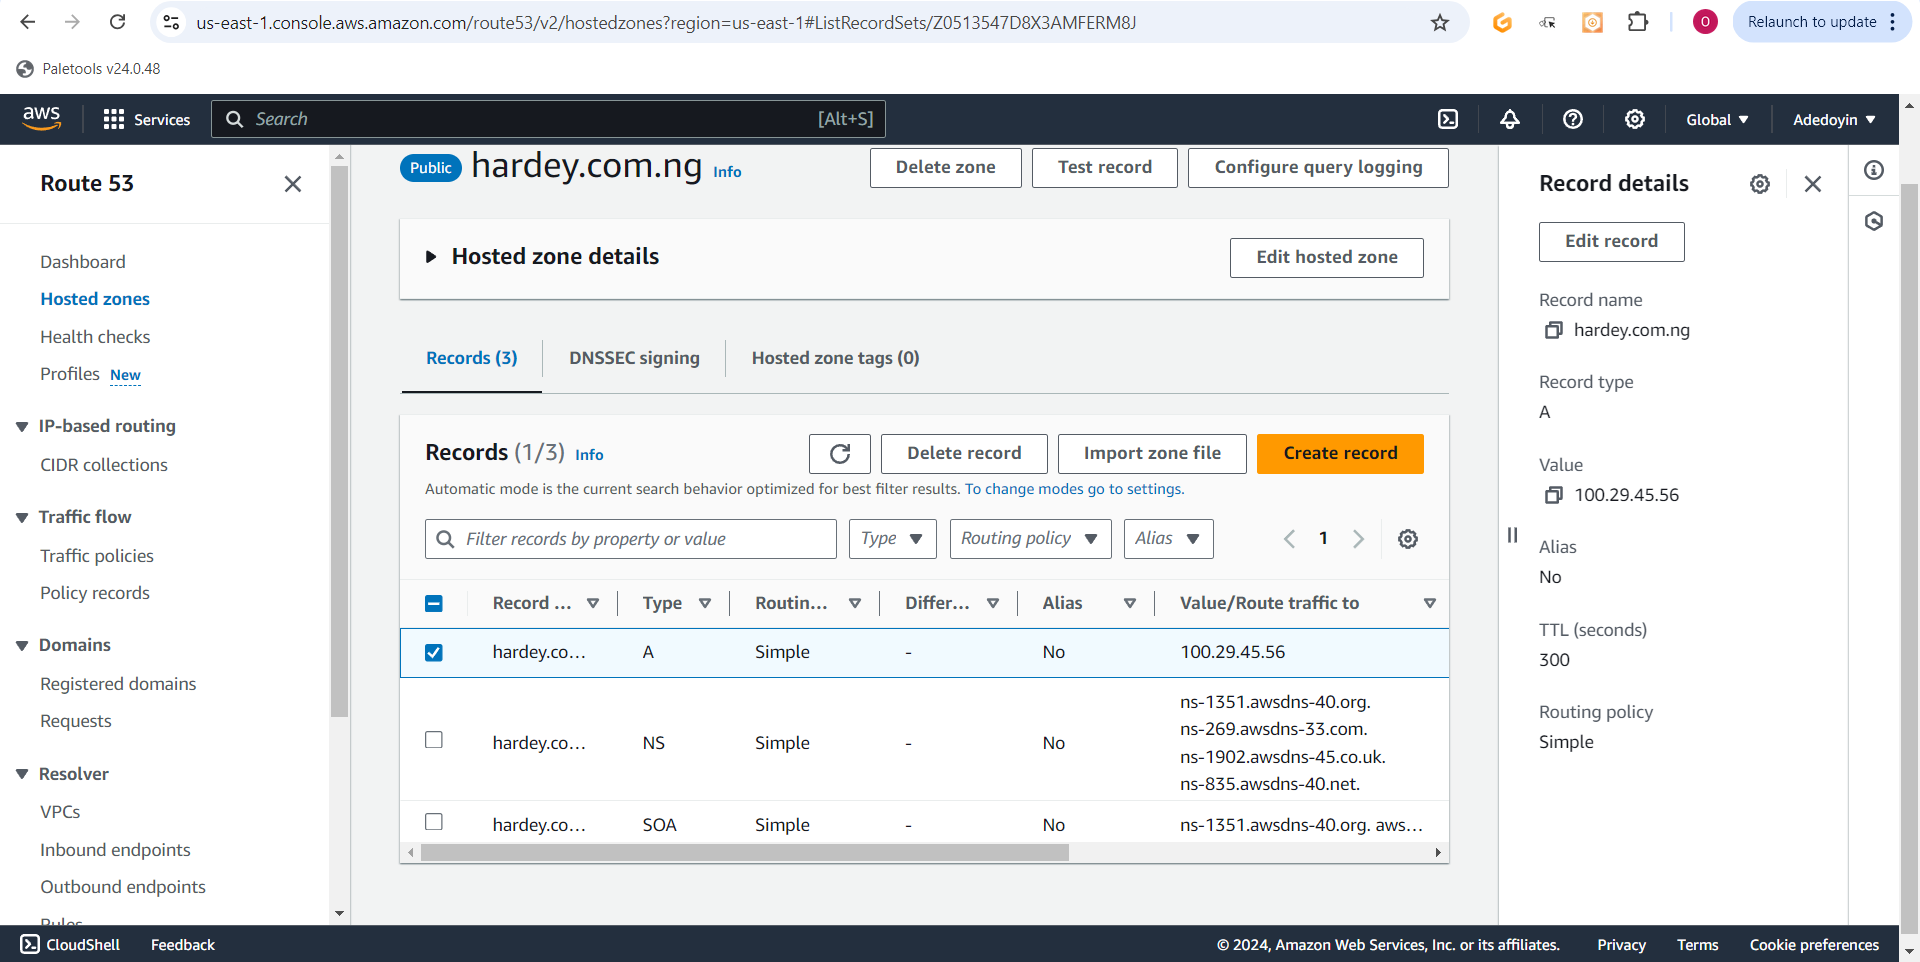 us-east-1.console.aws.amazon.com/route53/v2/hostedzones?region=us-east-1#ListRecordSets/Z0513547D8X3AMFERM8J
O
Relaunch to update
Paletools v24.0.48
aws
Services
Search
[Alt+S]
Global
Adedoyin
Route 53
Dashboard
Hosted zones
Health checks
Profiles New
IP-based routing
CIDR collections
Traffic flow
Traffic policies
Policy records
Domains
Registered domains
Requests
Resolver
VPCs
Inbound endpoints
Outbound endpoints
Rules
Public hardey.com.ng Info
Delete zone
Test record
Configure query logging
Hosted zone details
Edit hosted zone
Records (3)
DNSSEC signing
Hosted zone tags (0)
Records (1/3) Info
Delete record
Import zone file
Create record
Automatic mode is the current search behavior optimized for best filter results. To change modes go to settings.
Filter records by property or value
Type
Routing policy
Alias
1
Record ... Type Routin... Differ... Alias Value/Route traffic to
hardey.co... A Simple - No 100.29.45.56
hardey.co... NS Simple - No ns-1351.awsdns-40.org.
ns-269.awsdns-33.com.
ns-1902.awsdns-45.co.uk.
ns-835.awsdns-40.net.
hardey.co... SOA Simple - No ns-1351.awsdns-40.org. aws...
Record details
Edit record
Record name
hardey.com.ng
Record type
A
Value
100.29.45.56
Alias
No
TTL (seconds)
300
Routing policy
Simple
CloudShell
Feedback
© 2024, Amazon Web Services, Inc. or its affiliates.
Privacy
Terms
Cookie preferences